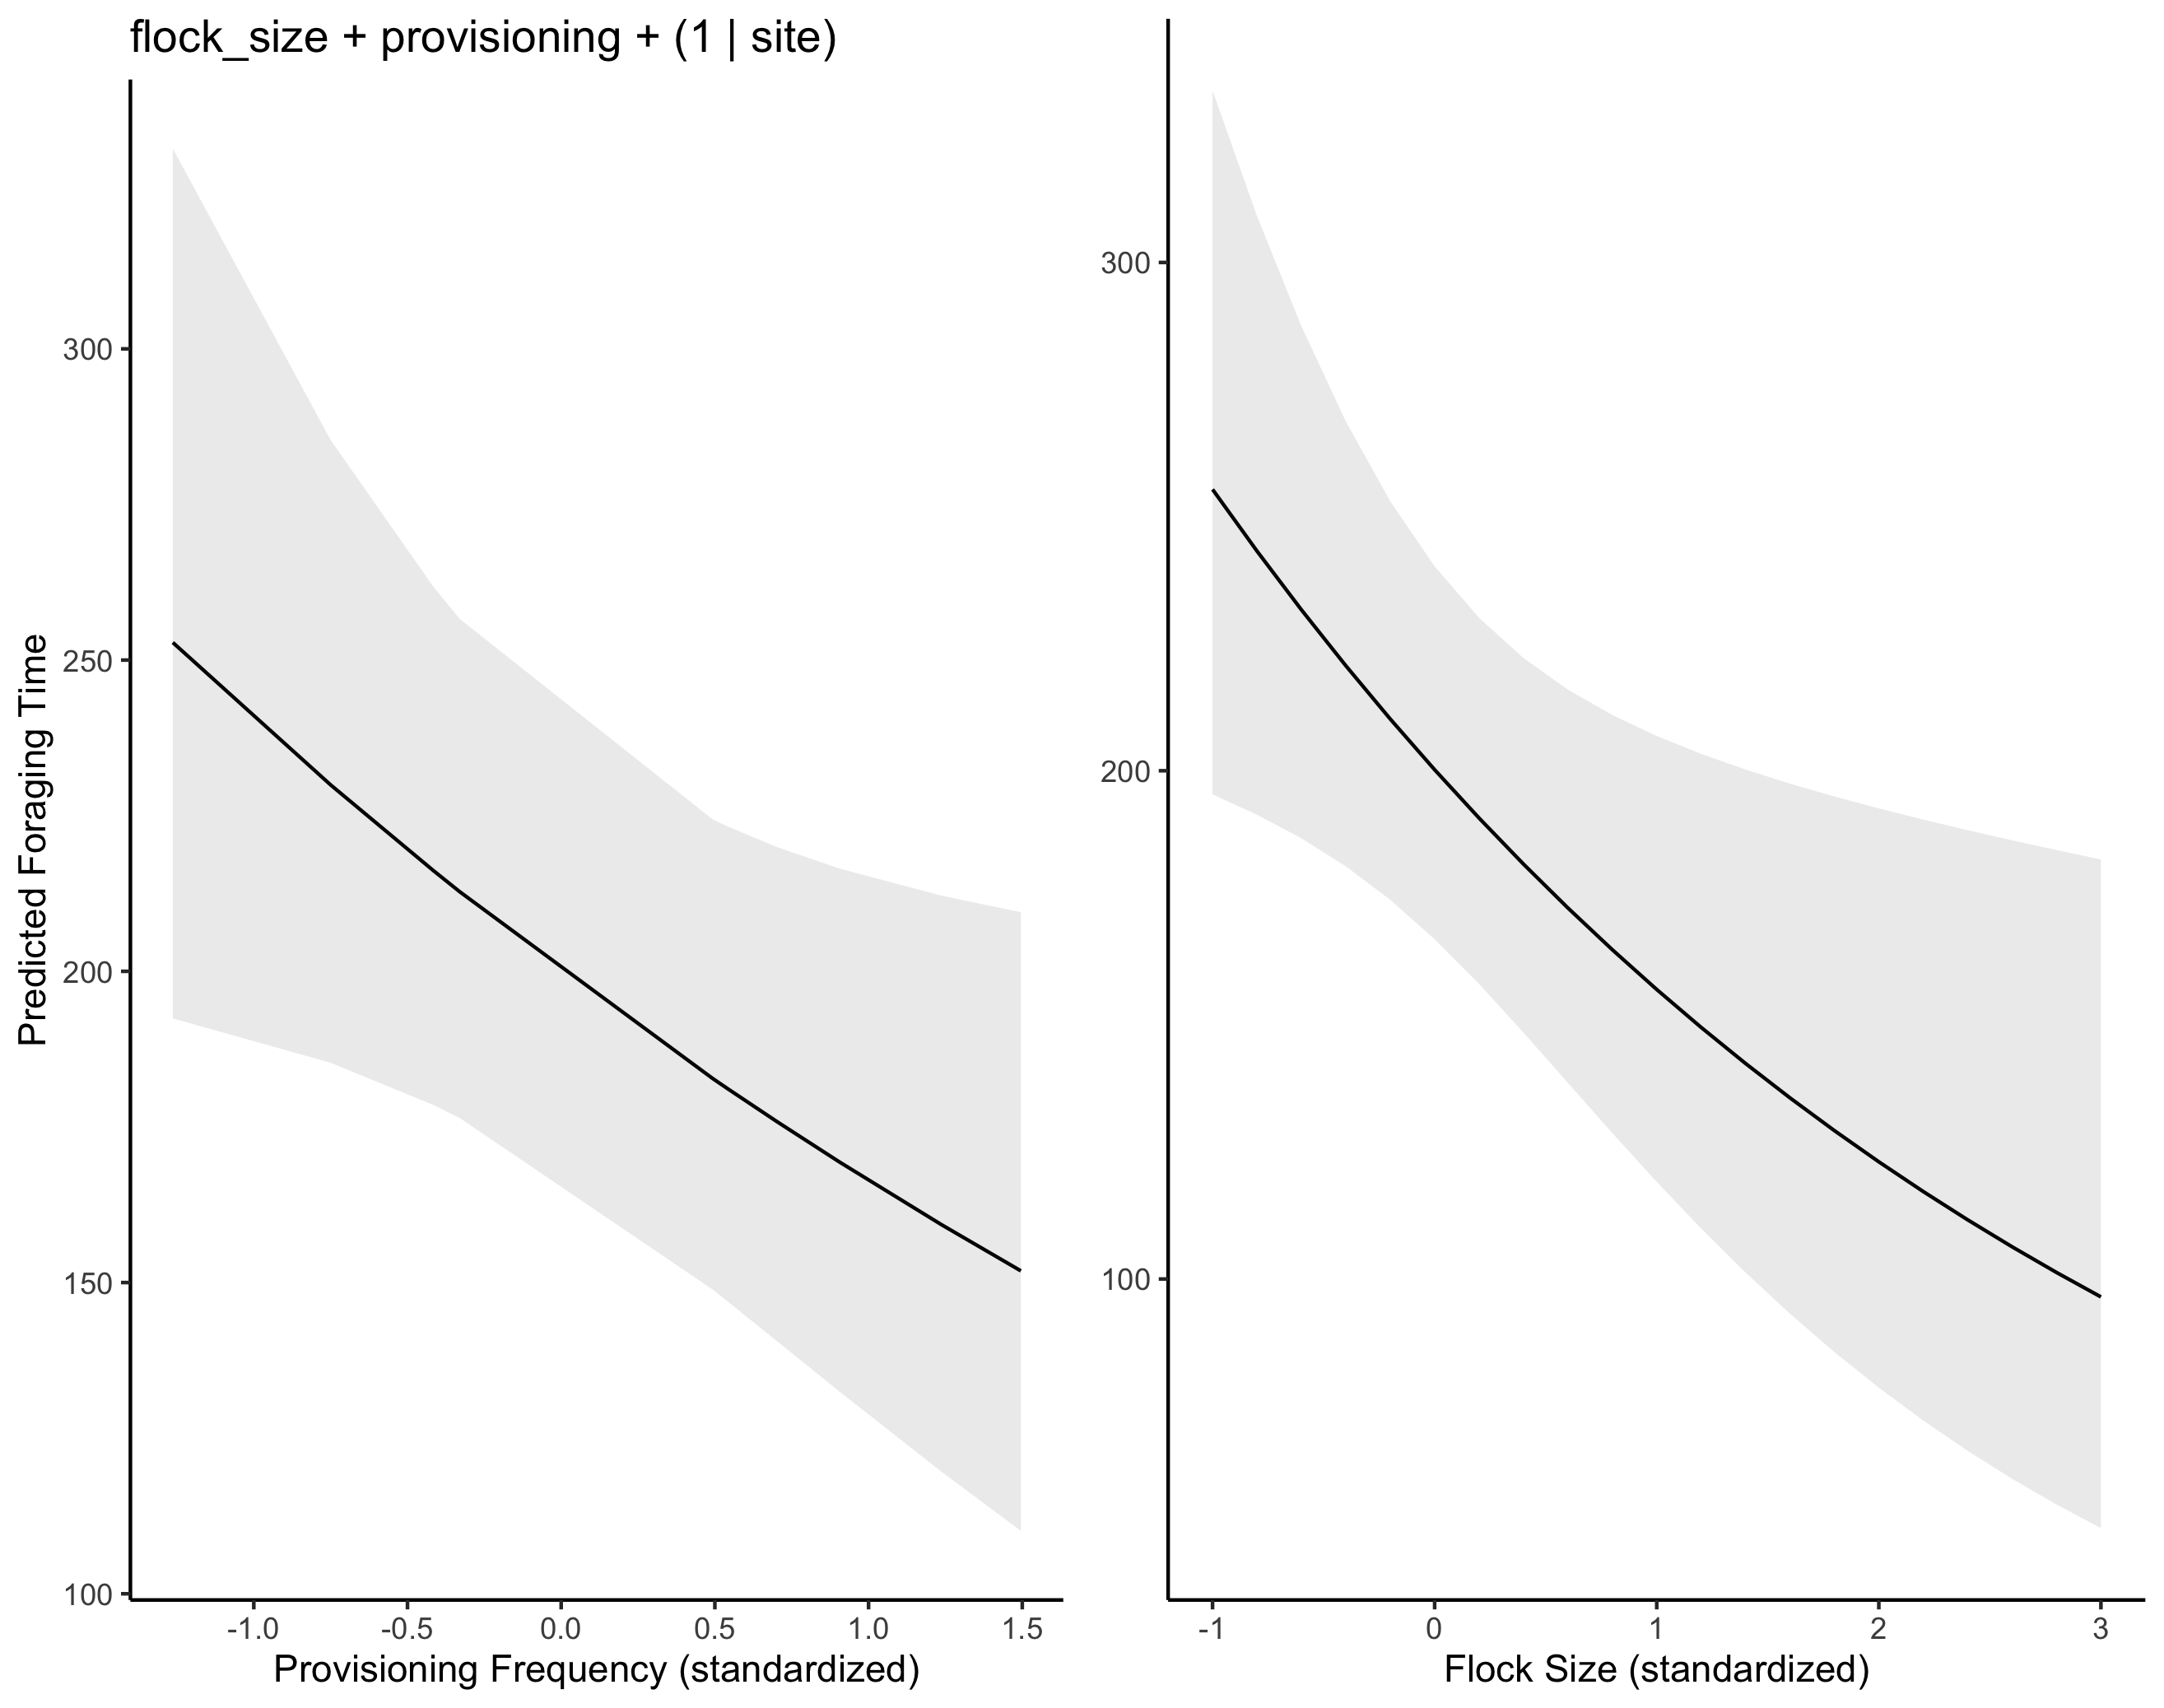 flock_size + provisioning + (1 | site)
Predicted Foraging Time
300
250
200
150
100
-1.0 -0.5 0.0 0.5 1.0 1.5
Provisioning Frequency (standardized)
300
200
100
-1 0 1 2 3
Flock Size (standardized)